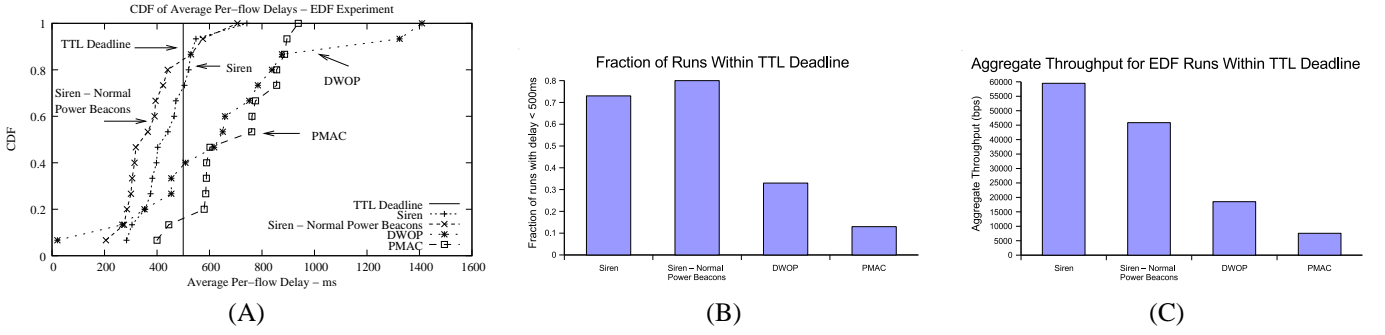 CDF of Average Per−flow Delays − EDF Experiment
1
0.8
0.6
0.4
0.2
0
CDF
TTL Deadline
Siren
Siren − Normal
Power Beacons
DWOP
PMAC
TTL Deadline
Siren
Siren − Normal Power Beacons
DWOP
PMAC
0 200 400 600 800 1000 1200 1400 1600
Average Per−flow Delay − ms
(A)
Fraction of Runs Within TTL Deadline
Fraction of runs with delay < 500ms
0.8
0.7
0.6
0.5
0.4
0.3
0.2
0.1
0
Siren
Siren – Normal
Power Beacons
DWOP
PMAC
(B)
Aggregate Throughput for EDF Runs Within TTL Deadline
Aggregate Throughput (bps)
60000
55000
50000
45000
40000
35000
30000
25000
20000
15000
10000
5000
0
Siren
Siren – Normal
Power Beacons
DWOP
PMAC
(C)